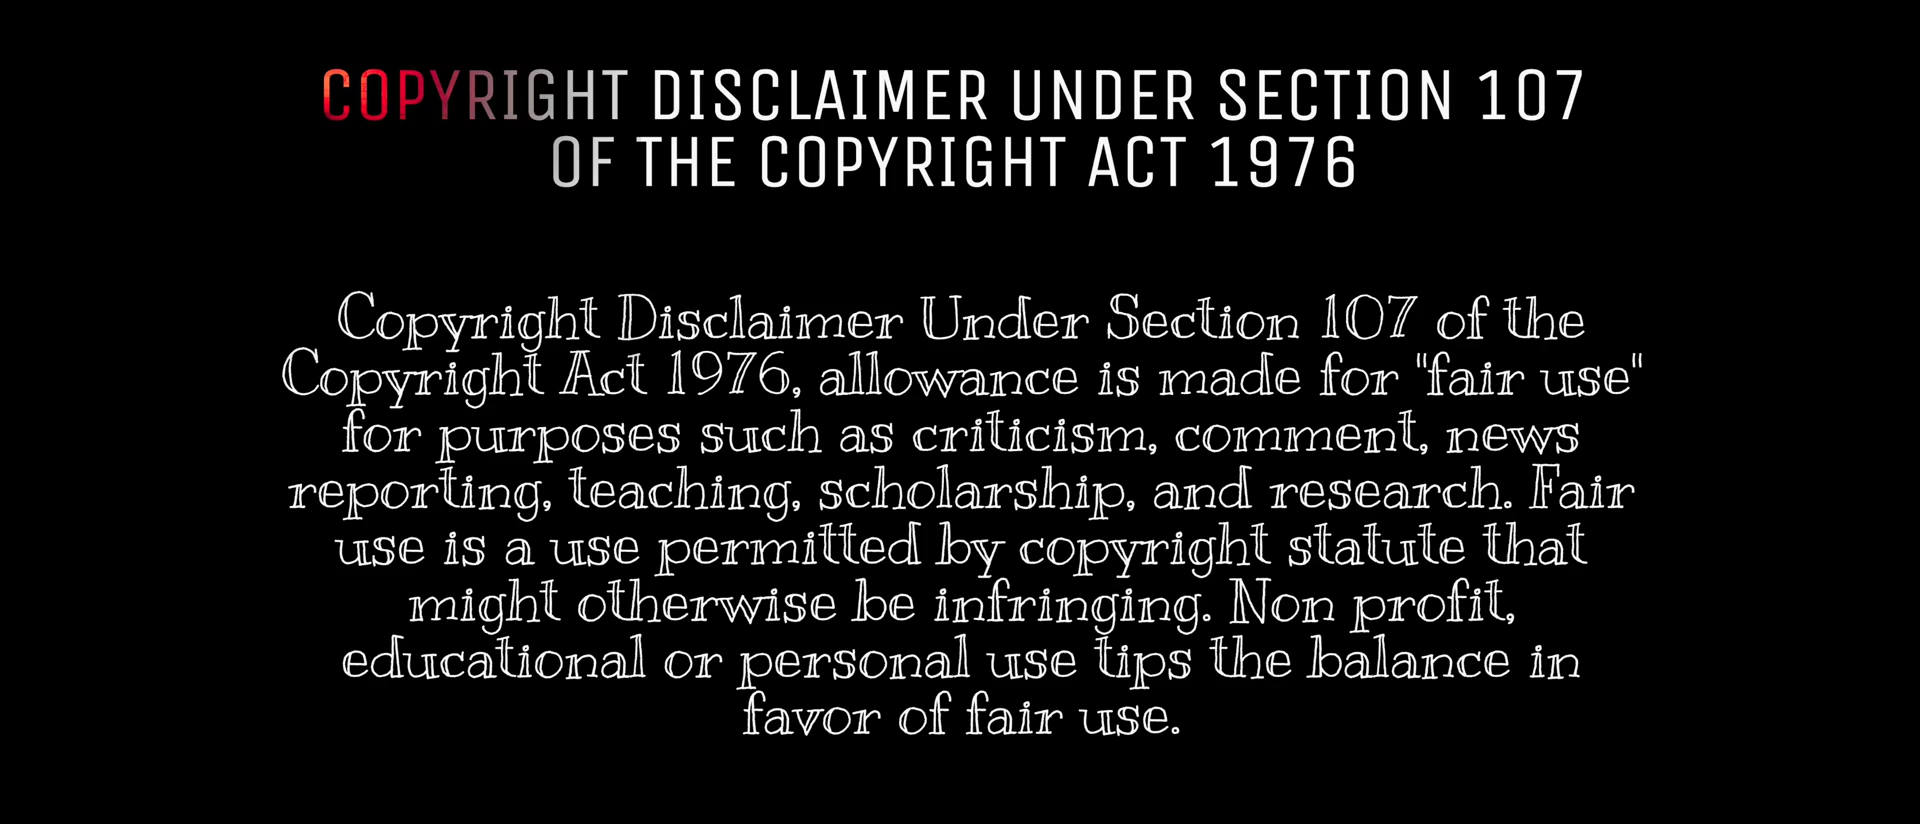 COPYRIGHT DISCLAIMER UNDER SECTION 107
OF THE COPYRIGHT ACT 1976
Copyright Disclaimer Under Section 107 of the
Copyright Act 1976, allowance is made for "fair use"
for purposes such as criticism, comment, news
reporting, teaching, scholarship, and research. Fair
use is a use permitted by copyright statute that
might otherwise be infringing. Non profit,
educational or personal use tips the balance in
favor of fair use.